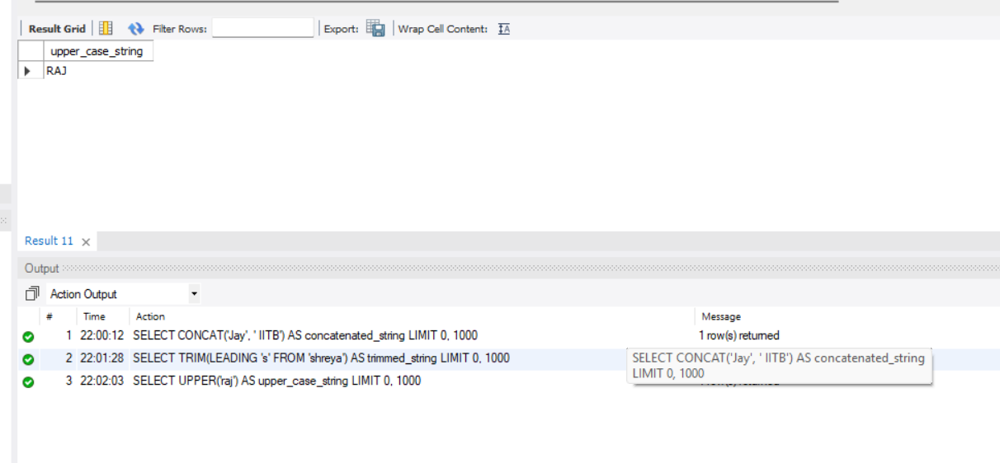 Result Grid Filter Rows: Export: Wrap Cell Content:
upper_case_string
RAJ
Result 11
Output
Action Output
# Time Action Message
1 22:00:12 SELECT CONCAT('Jay', ' IITB') AS concatenated_string LIMIT 0, 1000 1 row(s) returned
2 22:01:28 SELECT TRIM(LEADING 's' FROM 'shreya') AS trimmed_string LIMIT 0, 1000
SELECT CONCAT('Jay', ' IITB') AS concatenated_string
LIMIT 0, 1000
3 22:02:03 SELECT UPPER('raj') AS upper_case_string LIMIT 0, 1000